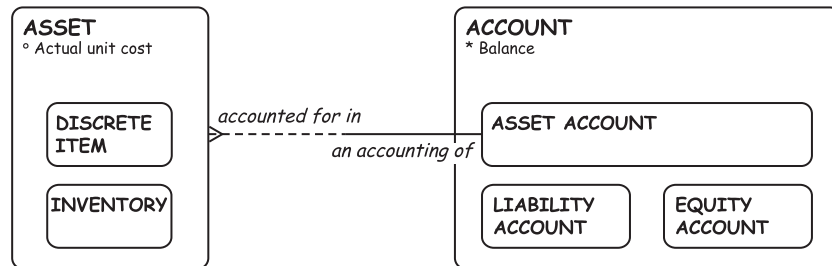 ASSET
° Actual unit cost
DISCRETE
ITEM
INVENTORY
accounted for in
an accounting of
ACCOUNT
* Balance
ASSET ACCOUNT
LIABILITY
ACCOUNT
EQUITY
ACCOUNT